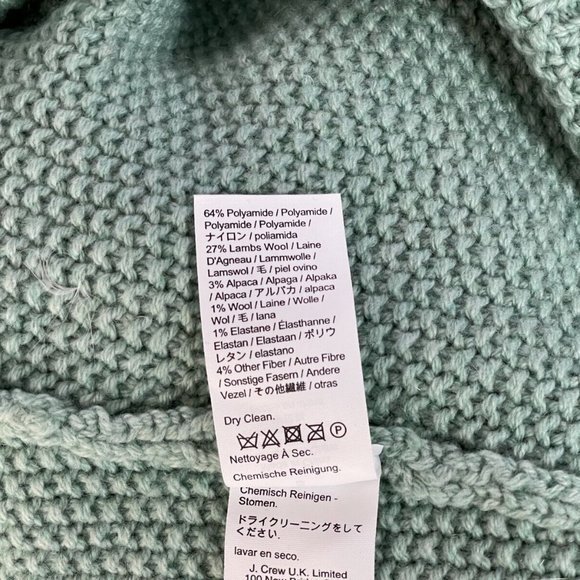 64% Polyamide / Polyamide /
Polyamide / Polyamide /
ナイロン / poliamida
27% Lambs Wool / Laine
D'Agneau / Lammwolle /
Lamswol / 毛 / piel ovino
3% Alpaca / Alpaga / Alpaka
/ Alpaca / アルパカ / alpaca
1% Wool / Laine / Wolle /
Wol / 毛 / lana
1% Elastane / Élasthanne /
Elastan / Elastaan / ポリウ
レタン / elastano
4% Other Fiber / Autre Fibre
/ Sonstige Fasern / Andere
Vezel / その他繊維 / otras
Dry Clean.
P
Nettoyage À Sec.
Chemische Reinigung.
Chemisch Reinigen -
Stomen.
ドライクリーニングをして
ください.
lavar en seco.
J. Crew U.K. Limited
100 New